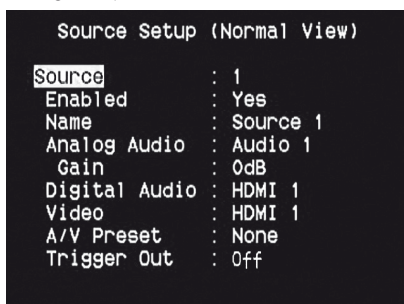 Source Setup (Normal View)
Source : 1
Enabled : Yes
Name : Source 1
Analog Audio : Audio 1
Gain : 0dB
Digital Audio : HDMI 1
Video : HDMI 1
A/V Preset : None
Trigger Out : Off